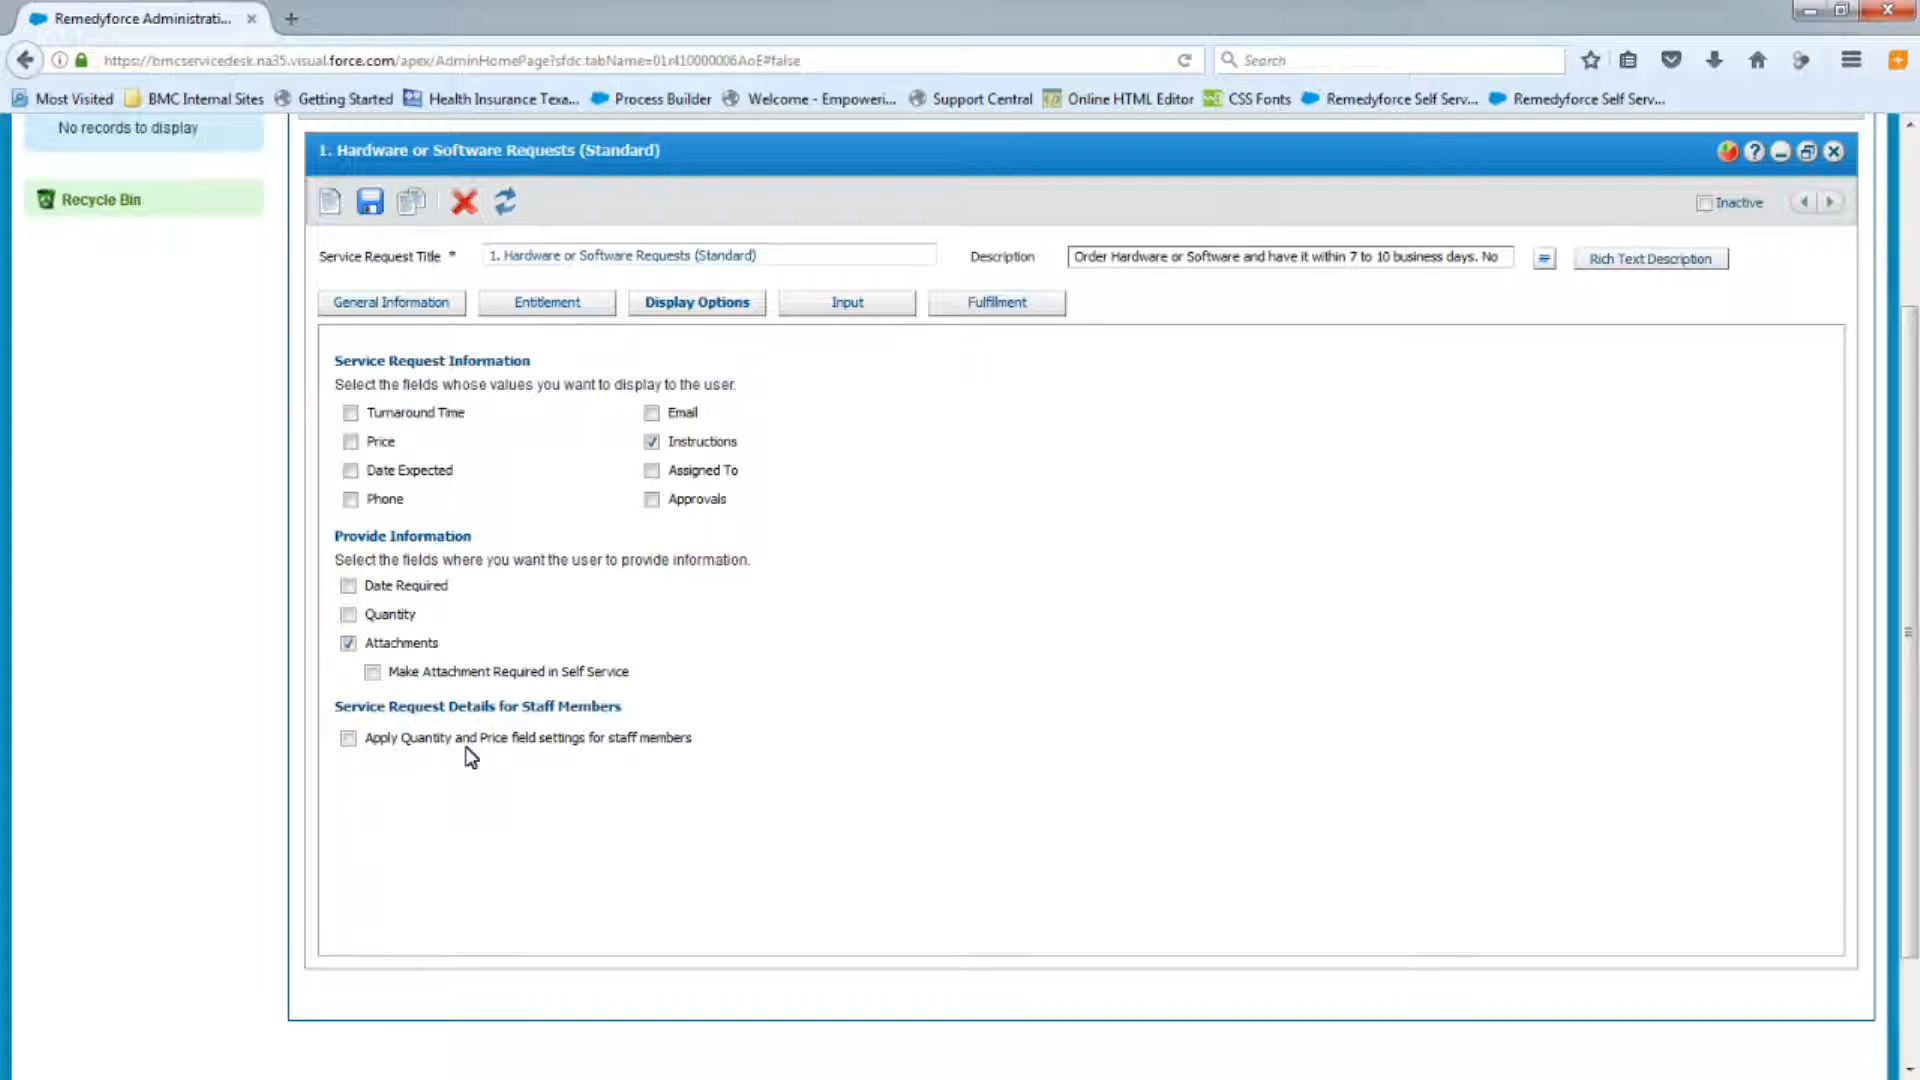 Remedyforce Administrati...
https://bmcservicedesk.na35.visual.force.com/apex/AdminHomePage?sfdc.tabName=01r410000006AoE#false
Search
Most Visited BMC Internal Sites Getting Started Health Insurance Texa... Process Builder Welcome - Empoweri... Support Central Online HTML Editor CSS Fonts Remedyforce Self Serv... Remedyforce Self Serv...
No records to display
Recycle Bin
1. Hardware or Software Requests (Standard)
Inactive
Service Request Title * 1. Hardware or Software Requests (Standard) Description Order Hardware or Software and have it within 7 to 10 business days. No Rich Text Description
General Information Entitlement Display Options Input Fulfillment
Service Request Information
Select the fields whose values you want to display to the user.
Turnaround Time Email
Price Instructions
Date Expected Assigned To
Phone Approvals
Provide Information
Select the fields where you want the user to provide information.
Date Required
Quantity
Attachments
Make Attachment Required in Self Service
Service Request Details for Staff Members
Apply Quantity and Price field settings for staff members